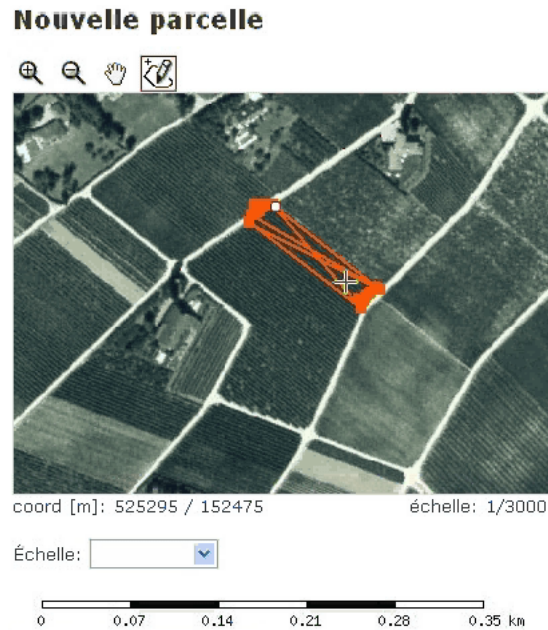 Nouvelle parcelle
coord [m]: 525295 / 152475 échelle: 1/3000
Échelle:
0 0.07 0.14 0.21 0.28 0.35 km